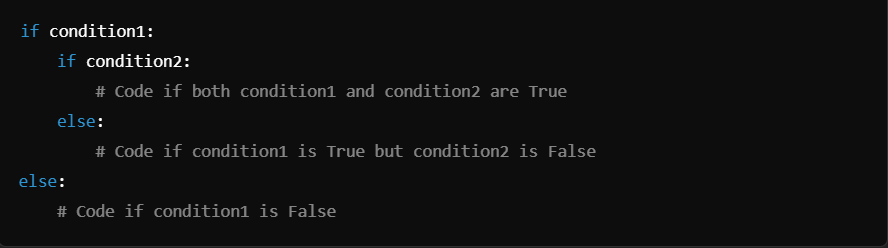 if condition1:
    if condition2:
        # Code if both condition1 and condition2 are True
    else:
        # Code if condition1 is True but condition2 is False
else:
    # Code if condition1 is False